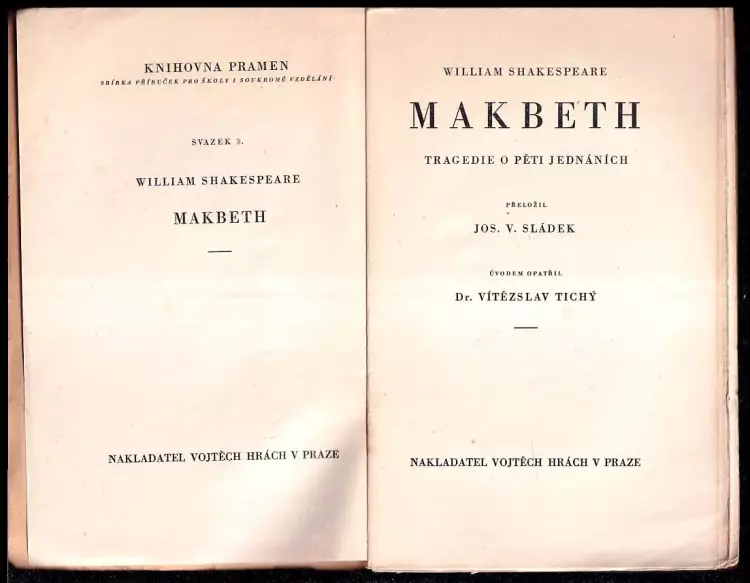 KNIHOVNA PRAMEN
SBÍRKA PŘÍRUČEK PRO ŠKOLY I SOUKROMÉ VZDĚLÁNÍ
SVAZEK 3.
WILLIAM SHAKESPEARE
MAKBETH
NAKLADATEL VOJTĚCH HRÁCH V PRAZE
WILLIAM SHAKESPEARE
MAKBETH
TRAGEDIE O PĚTI JEDNÁNÍCH
PŘELOŽIL
JOS. V. SLÁDEK
ÚVODEM OPATŘIL
Dr. VÍTĚZSLAV TICHÝ
NAKLADATEL VOJTĚCH HRÁCH V PRAZE